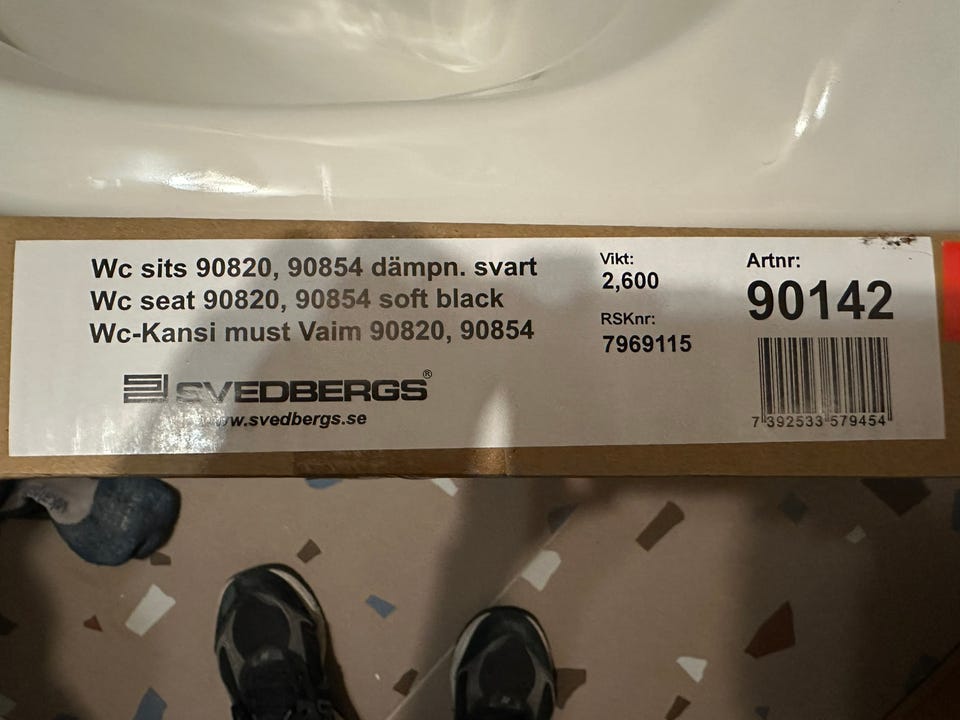 Wc sits 90820, 90854 dämpn. svart
Wc seat 90820, 90854 soft black
Wc-Kansi must Vaim 90820, 90854
SVEDBERGS®
www.svedbergs.se
Vikt:
2,600
RSKnr:
7969115
Artnr:
90142
7 392533 579454